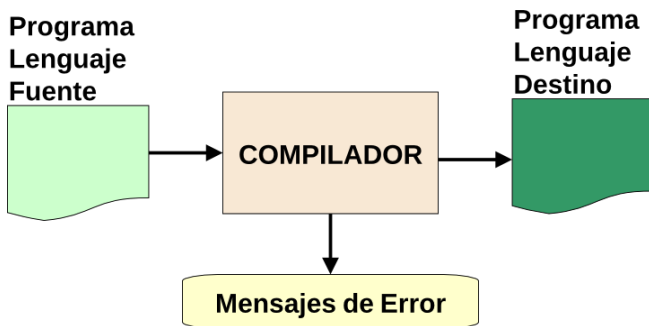 Programa
Lenguaje
Fuente
Programa
Lenguaje
Destino
COMPILADOR
Mensajes de Error